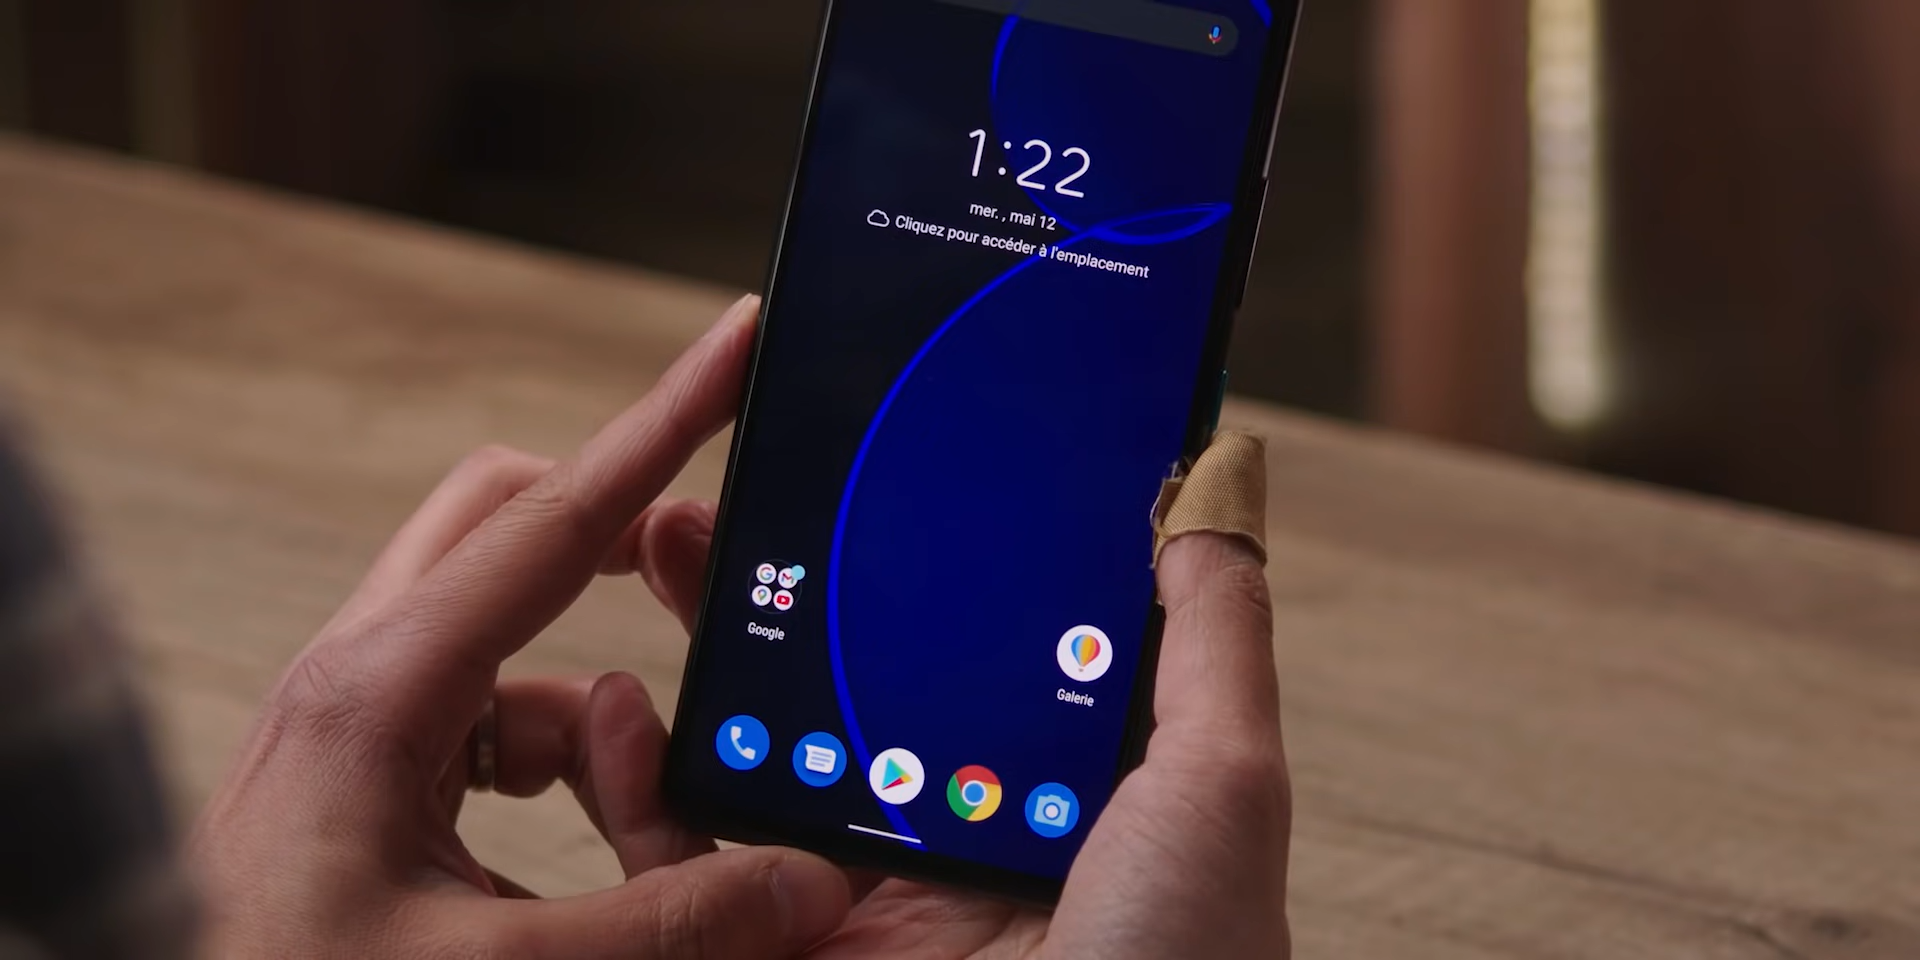 1:22
mer. , mai 12
Cliquez pour accéder à l'emplacement
Google
Galerie